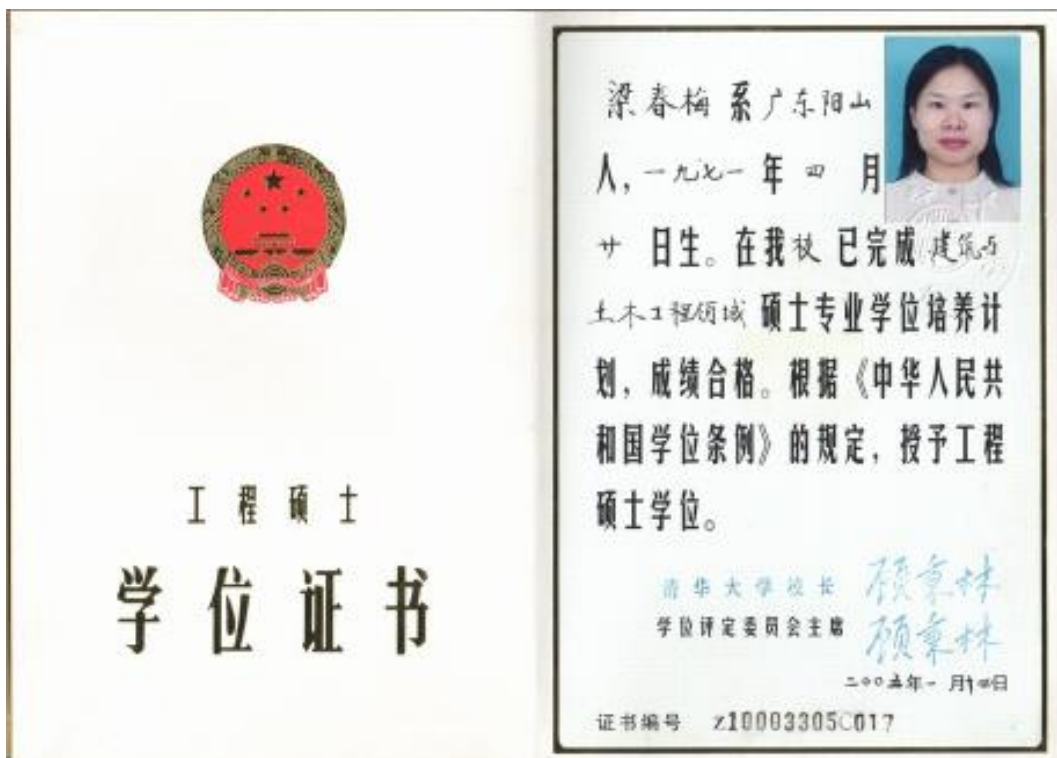 工程硕士
学位证书
梁春梅系广东阳山
人,一九七一年四月
廿日生。在我校已完成建筑与
土木工程领域硕士专业学位培养计
划,成绩合格。根据《中华人民共
和国学位条例》的规定,授予工程
硕士学位。
清华大学校长 顾秉林
学位评定委员会主席 顾秉林
二〇〇五年一月十四日
证书编号 Z10003305C017